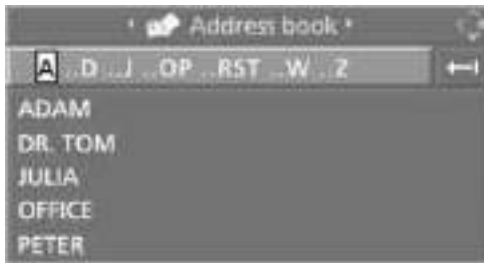 Address book
A ..D ...J ...OP ..RST ...W ...Z
ADAM
DR. TOM
JULIA
OFFICE
PETER